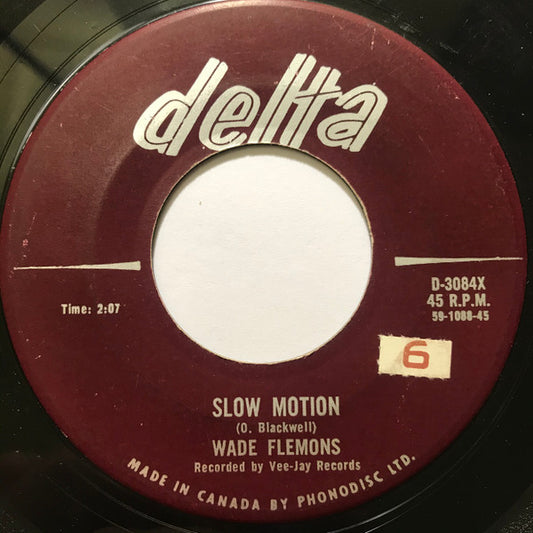 delta
Time: 2:07
D-3084X
45 R.P.M.
59-1088-45
6
SLOW MOTION
(O. Blackwell)
WADE FLEMONS
Recorded by Vee-Jay Records
MADE IN CANADA BY PHONODISC LTD.